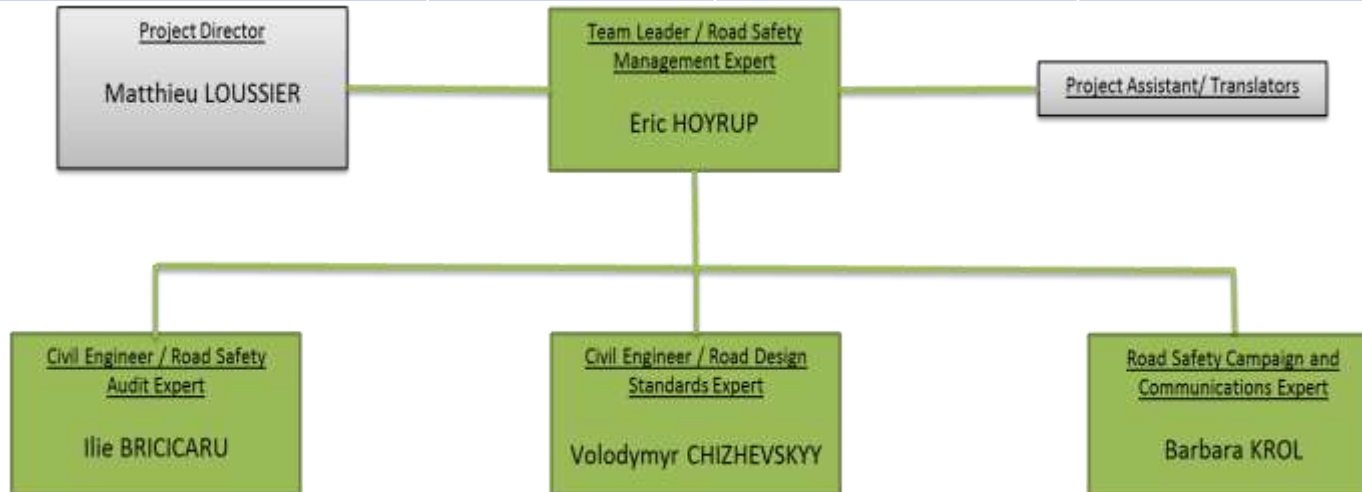 Project Director
Matthieu LOUSSIER
Team Leader / Road Safety
Management Expert
Eric HOYRUP
Project Assistant/ Translators
Civil Engineer / Road Safety
Audit Expert
Ilie BRICICARU
Civil Engineer / Road Design
Standards Expert
Volodymyr CHIZHEVSKYY
Road Safety Campaign and
Communications Expert
Barbara KROL